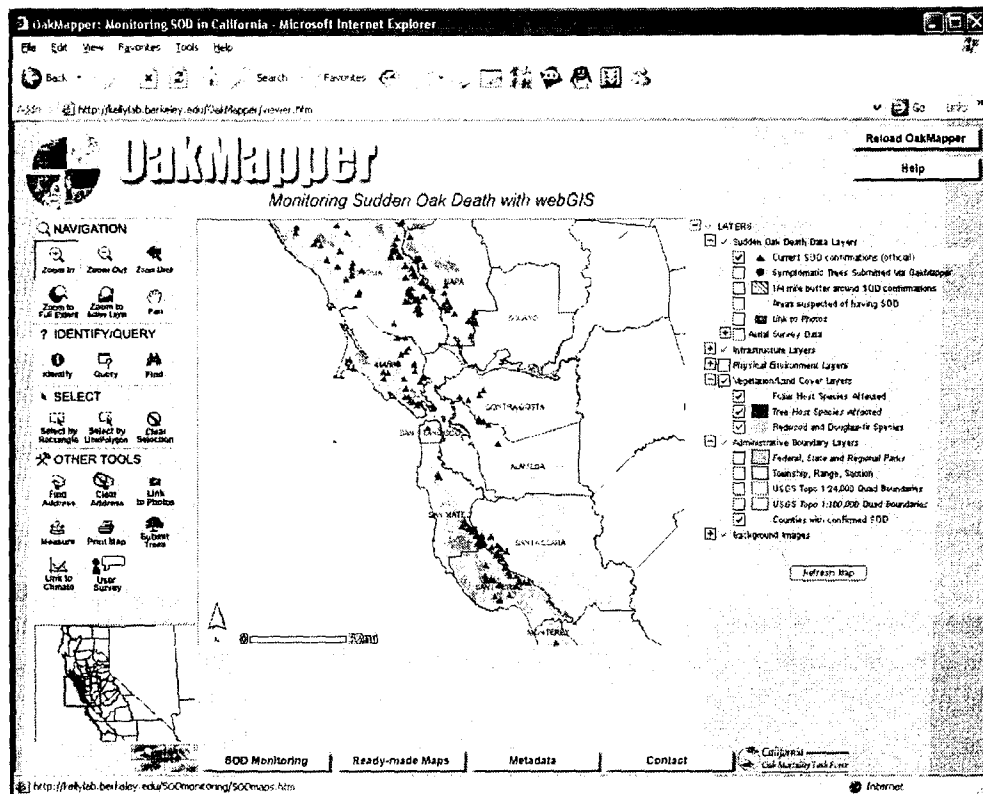 OakMapper: Monitoring SOD in California - Microsoft Internet Explorer
File Edit View Favorites Tools Help
Back Search Favorites
http://kellylab.berkeley.edu/OakMapper/viewer.htm Go Links
Reload OakMapper
Help
OakMapper
Monitoring Sudden Oak Death with webGIS
NAVIGATION
Zoom In Zoom Out
Zoom to Full Extent Zoom to Active Layer Pan
? IDENTIFY/QUERY
Identify Query Find
SELECT
Select by Rectangle Select by Line/Polygon Clear Selection
OTHER TOOLS
Find Address Clear Address Link to Photos
Measure Print Map Submit Trees
Link to Climate User Survey
NAPA
SOLANO
MARIN
CONTRA COSTA
SAN FRANCISCO
ALAMEDA
SAN MATEO
SANTA CLARA
MONTEREY
LAYERS
Sudden Oak Death Data Layers
Current SOD confirmations (official)
Symptomatic Trees Submitted via OakMapper
1/4 mile buffer around SOD confirmations
Areas suspected of having SOD
Link to Photos
Aerial Survey Data
Infrastructure Layers
Physical Environment Layers
Vegetation/Land Cover Layers
Foliar Host Species Affected
Tree Host Species Affected
Redwood and Douglas-fir Species
Administrative Boundary Layers
Federal, State and Regional Parks
Township, Range, Section
USGS Topo 1:24,000 Quad Boundaries
USGS Topo 1:100,000 Quad Boundaries
Counties with confirmed SOD
Background Images
Refresh Map
SOD Monitoring Ready-made Maps Metadata Contact
California
Oak Mortality Task Force
http://kellylab.berkeley.edu/SODmonitoring/SODmaps.htm Internet